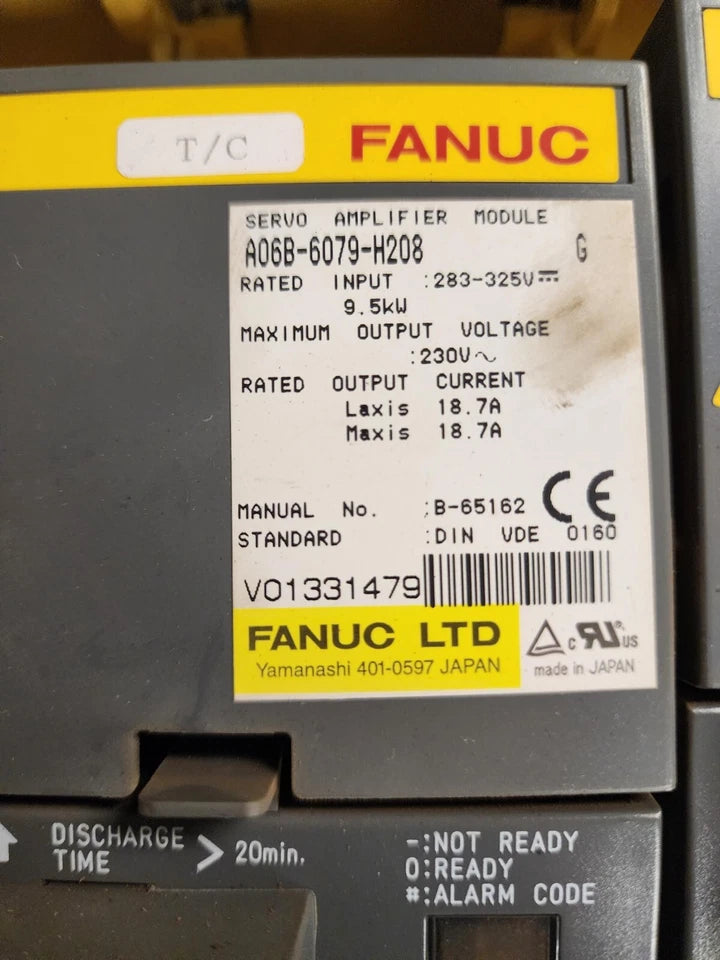 T/C FANUC
SERVO AMPLIFIER MODULE
A06B-6079-H208 G
RATED INPUT :283-325V⎓
9.5kW
MAXIMUM OUTPUT VOLTAGE
:230V~
RATED OUTPUT CURRENT
Laxis 18.7A
Maxis 18.7A
MANUAL No. :B-65162 CE
STANDARD :DIN VDE 0160
V01331479
FANUC LTD
Yamanashi 401-0597 JAPAN
c RU ® US
made in JAPAN
DISCHARGE
TIME > 20min.
-:NOT READY
0:READY
#:ALARM CODE